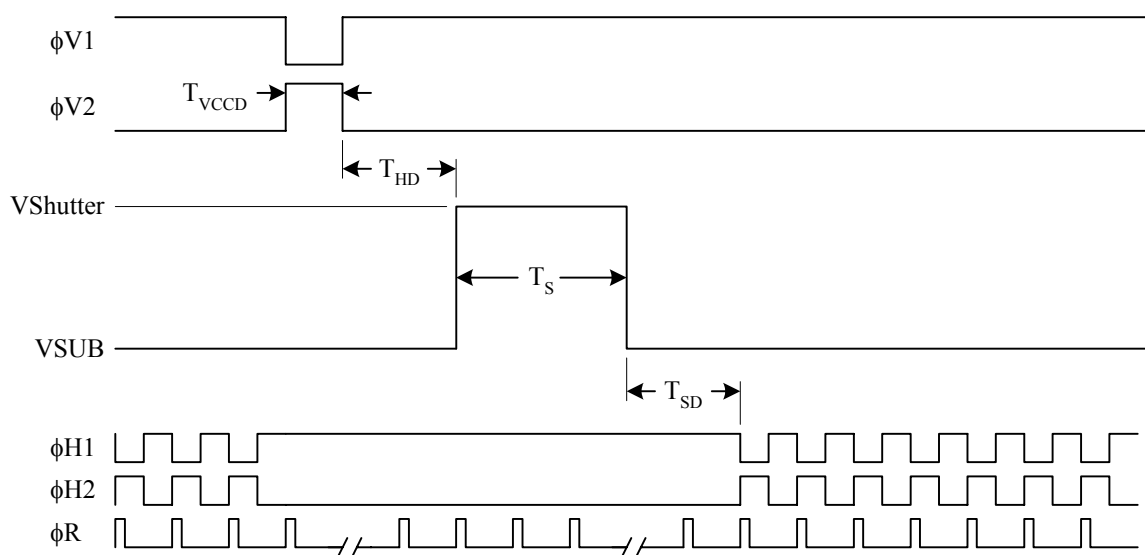 ϕV1
T_VCCD
ϕV2
T_HD
VShutter
T_S
VSUB
T_SD
ϕH1
ϕH2
ϕR